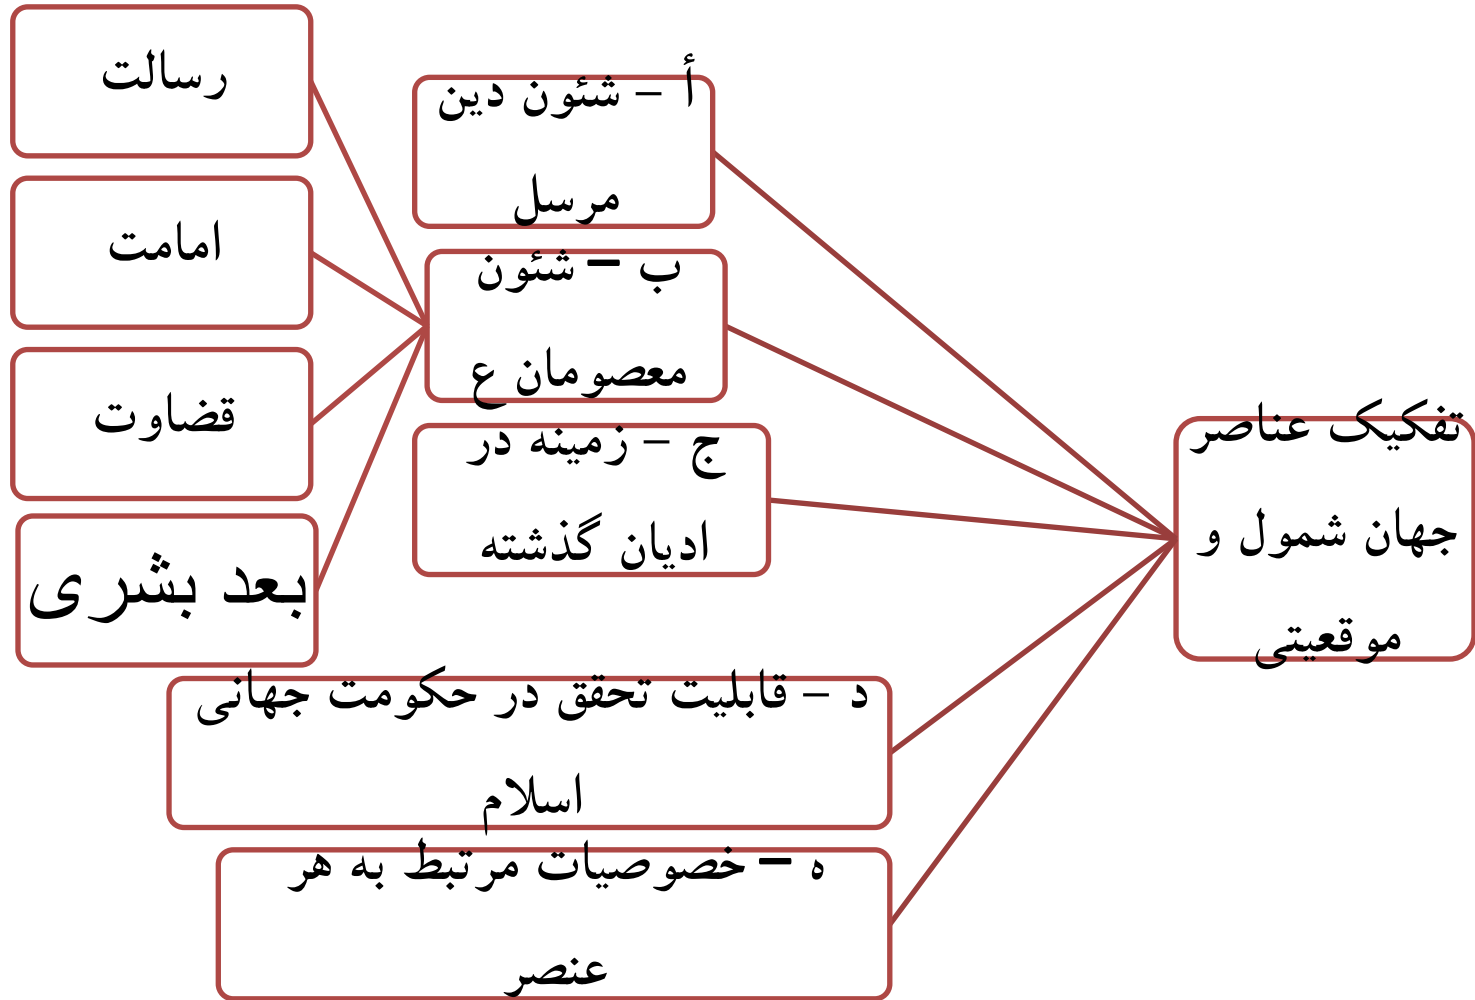 تفکیک عناصر
جهان شمول و
موقعیتی
أ – شئون دین
مرسل
ب – شئون
معصومان ع
رسالت
امامت
قضاوت
بعد بشری
ج – زمینه در
ادیان گذشته
د – قابلیت تحقق در حکومت جهانی
اسلام
ه – خصوصیات مرتبط به هر
عنصر